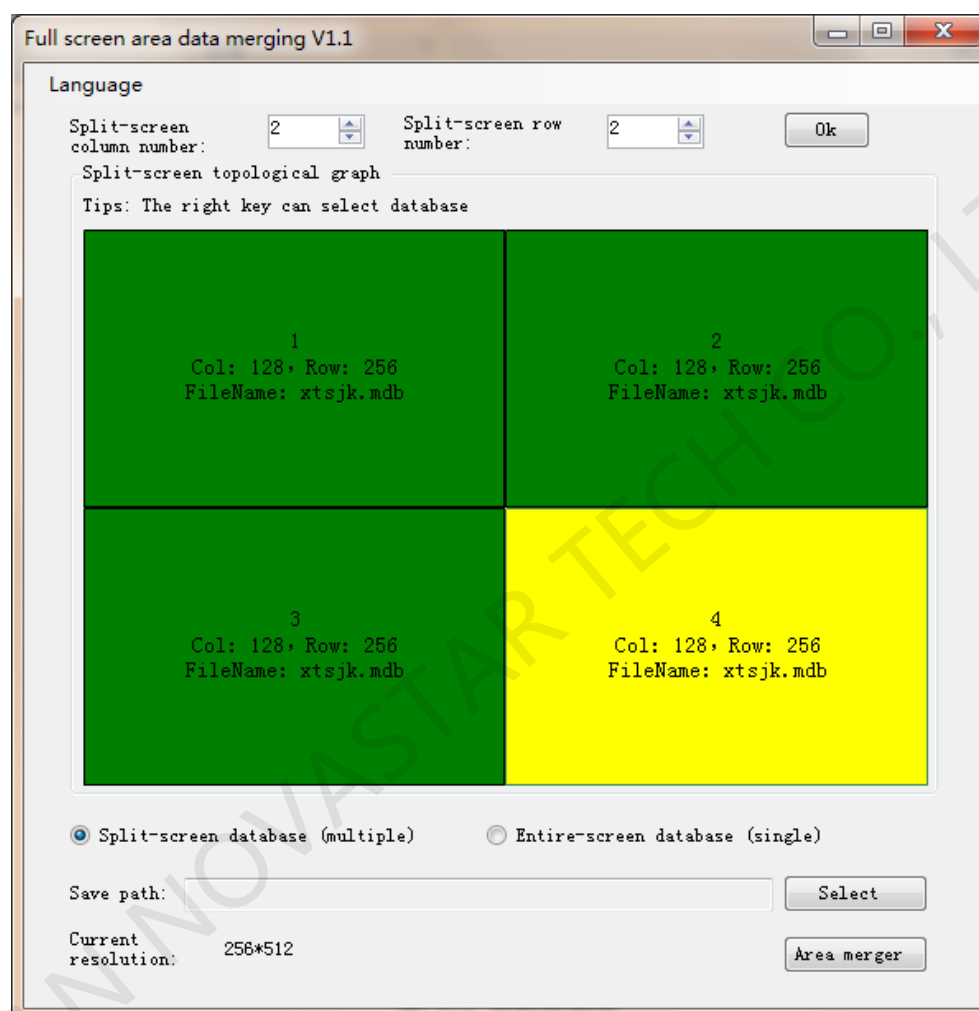 Full screen area data merging V1.1
Language
Split-screen column number:
2
Split-screen row number:
2
Ok
Split-screen topological graph
Tips: The right key can select database
1
Col: 128, Row: 256
FileName: xtsjk.mdb
2
Col: 128, Row: 256
FileName: xtsjk.mdb
3
Col: 128, Row: 256
FileName: xtsjk.mdb
4
Col: 128, Row: 256
FileName: xtsjk.mdb
Split-screen database (multiple)
Entire-screen database (single)
Save path:
Select
Current resolution:
256*512
Area merger
N NOVASTAR TECH CO., LT